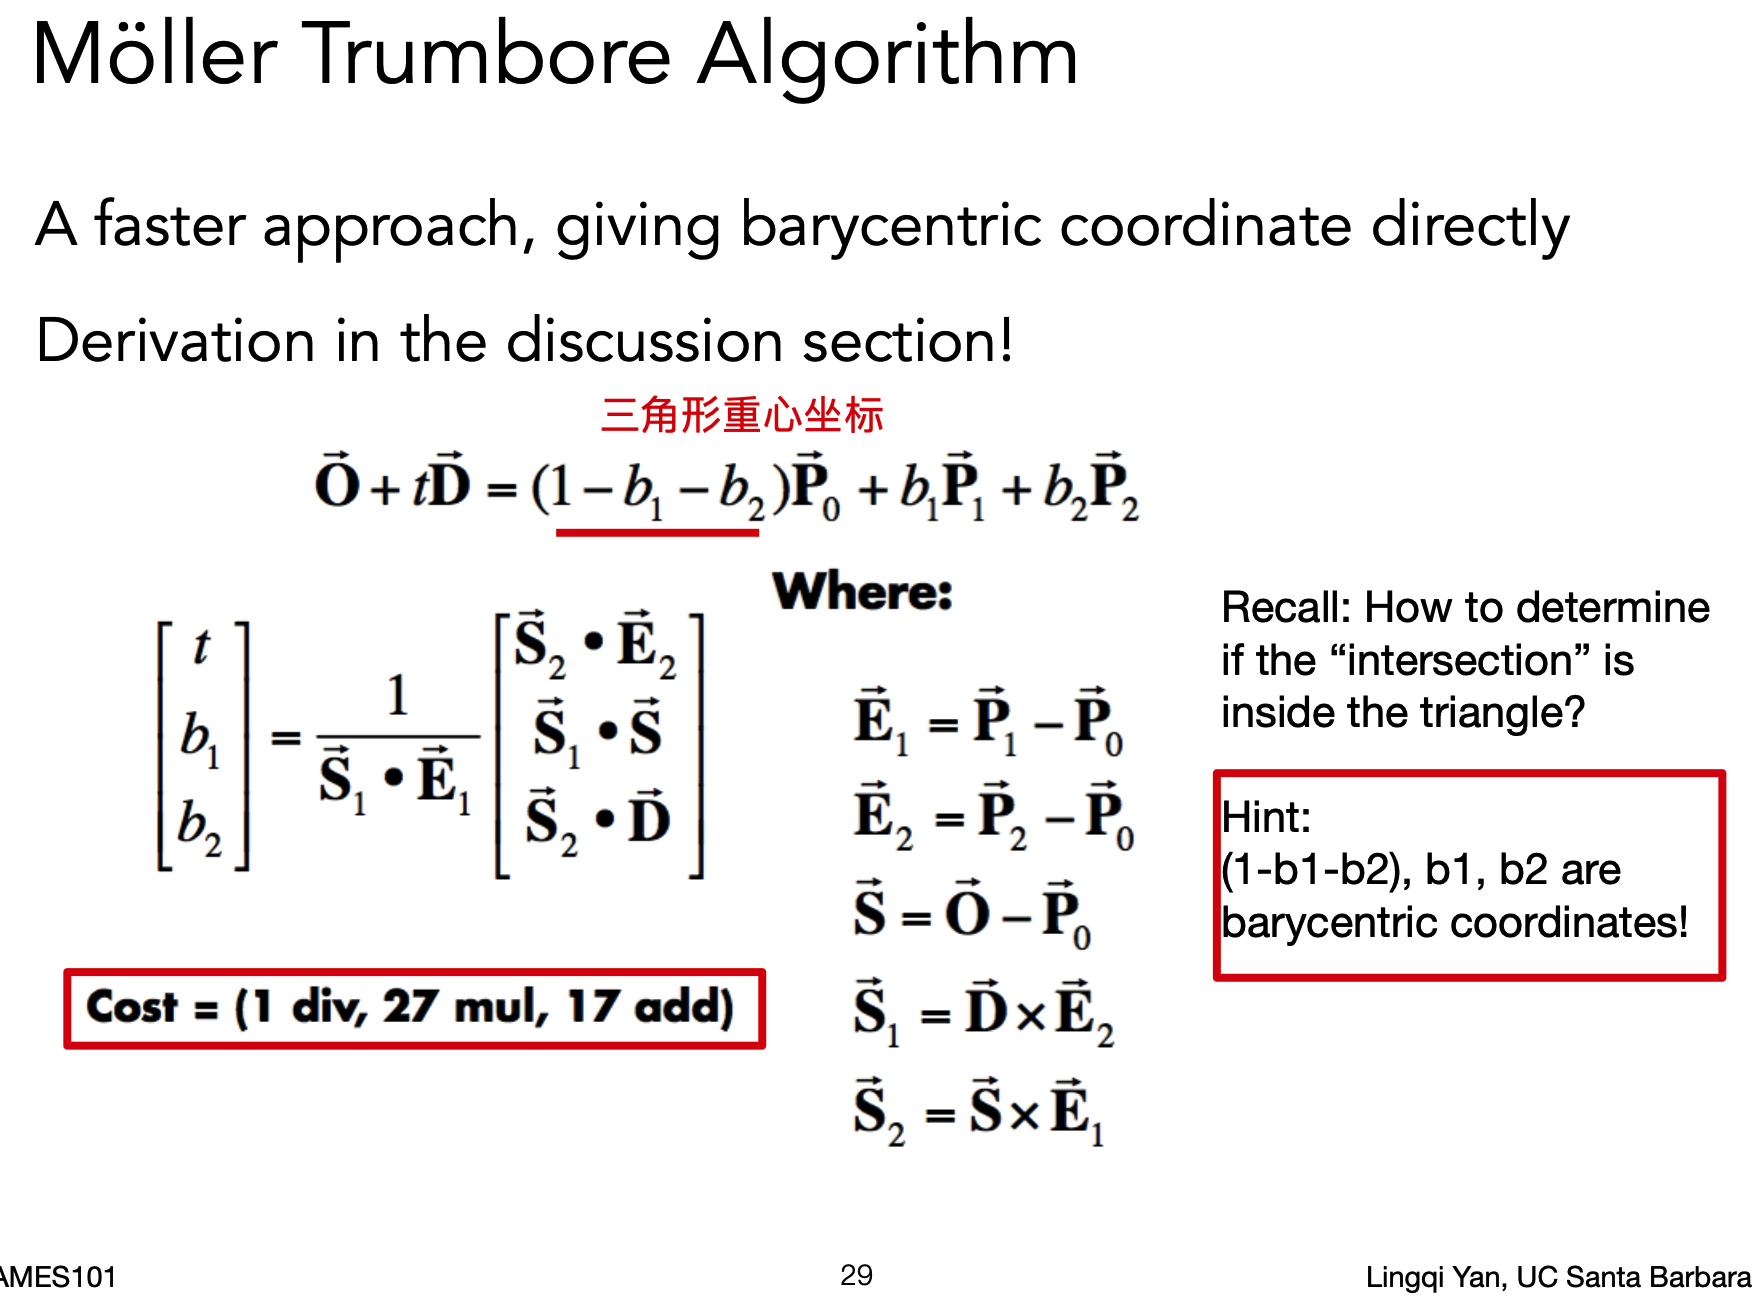 Möller Trumbore Algorithm
A faster approach, giving barycentric coordinate directly
Derivation in the discussion section!
三角形重心坐标
$\vec{\mathbf{O}} + t\vec{\mathbf{D}} = (1 - b_1 - b_2)\vec{\mathbf{P}}_0 + b_1\vec{\mathbf{P}}_1 + b_2\vec{\mathbf{P}}_2$
$\begin{bmatrix} t \\ b_1 \\ b_2 \end{bmatrix} = \frac{1}{\vec{\mathbf{S}}_1 \bullet \vec{\mathbf{E}}_1} \begin{bmatrix} \vec{\mathbf{S}}_2 \bullet \vec{\mathbf{E}}_2 \\ \vec{\mathbf{S}}_1 \bullet \vec{\mathbf{S}} \\ \vec{\mathbf{S}}_2 \bullet \vec{\mathbf{D}} \end{bmatrix}$
Cost = (1 div, 27 mul, 17 add)
Where:
$\vec{\mathbf{E}}_1 = \vec{\mathbf{P}}_1 - \vec{\mathbf{P}}_0$
$\vec{\mathbf{E}}_2 = \vec{\mathbf{P}}_2 - \vec{\mathbf{P}}_0$
$\vec{\mathbf{S}} = \vec{\mathbf{O}} - \vec{\mathbf{P}}_0$
$\vec{\mathbf{S}}_1 = \vec{\mathbf{D}} \times \vec{\mathbf{E}}_2$
$\vec{\mathbf{S}}_2 = \vec{\mathbf{S}} \times \vec{\mathbf{E}}_1$
Recall: How to determine
if the “intersection” is
inside the triangle?
Hint:
(1-b1-b2), b1, b2 are
barycentric coordinates!
AMES101
29
Lingqi Yan, UC Santa Barbara